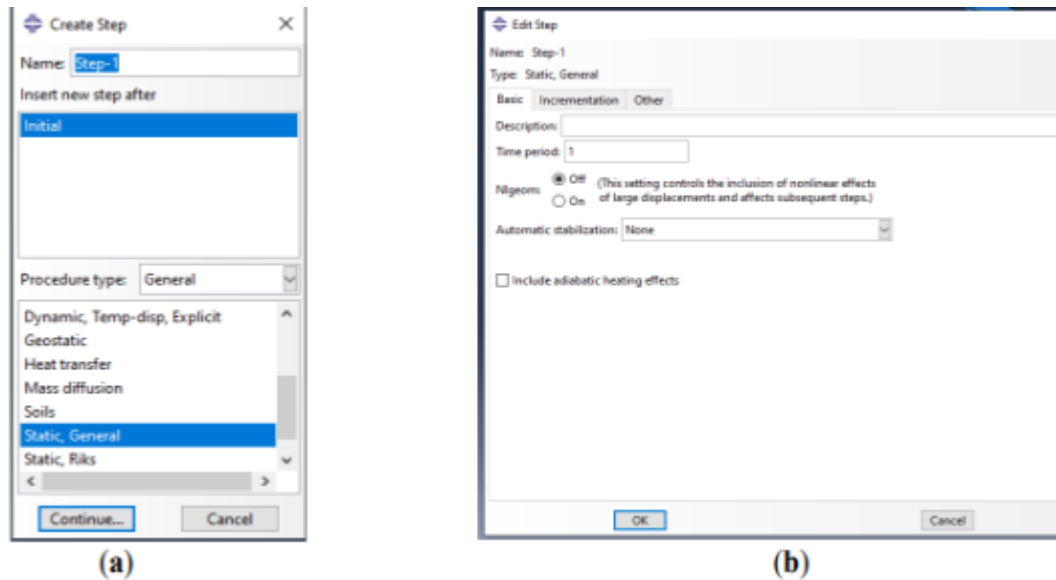 Create Step
Name: Step-1
Insert new step after
Initial
Procedure type: General
Dynamic, Temp-disp, Explicit
Geostatic
Heat transfer
Mass diffusion
Soils
Static, General
Static, Riks
Continue... Cancel
(a)
Edit Step
Name: Step-1
Type: Static, General
Basic Incrementation Other
Description:
Time period: 1
Nlgeom: Off (This setting controls the inclusion of nonlinear effects
On of large displacements and affects subsequent steps.)
Automatic stabilization: None
Include adiabatic heating effects
OK Cancel
(b)